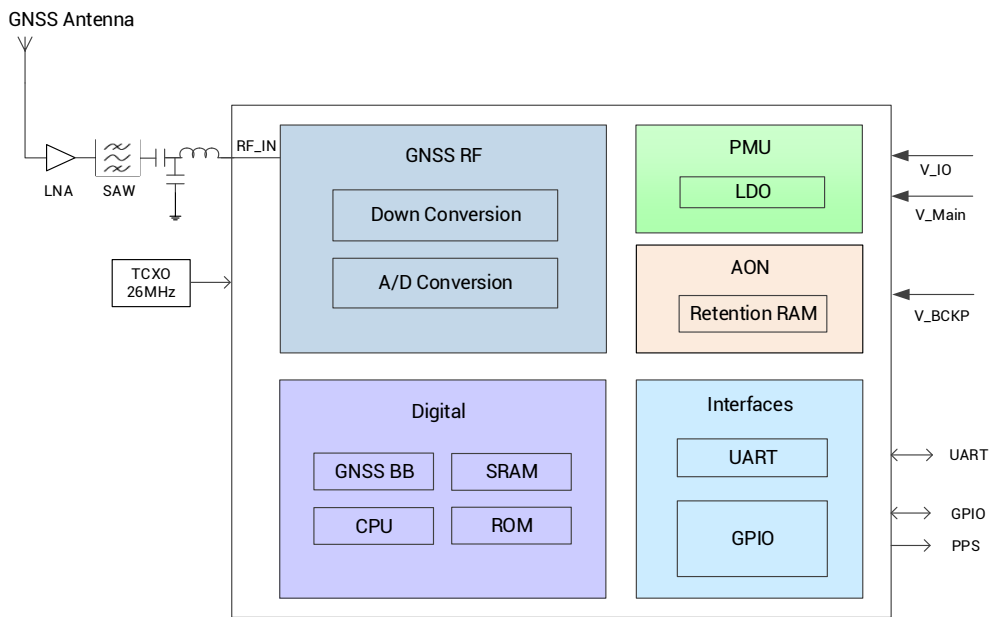 GNSS Antenna
LNA
SAW
RF_IN
TCXO
26MHz
GNSS RF
Down Conversion
A/D Conversion
PMU
LDO
AON
Retention RAM
V_IO
V_Main
V_BCKP
Digital
GNSS BB
SRAM
CPU
ROM
Interfaces
UART
GPIO
UART
GPIO
PPS